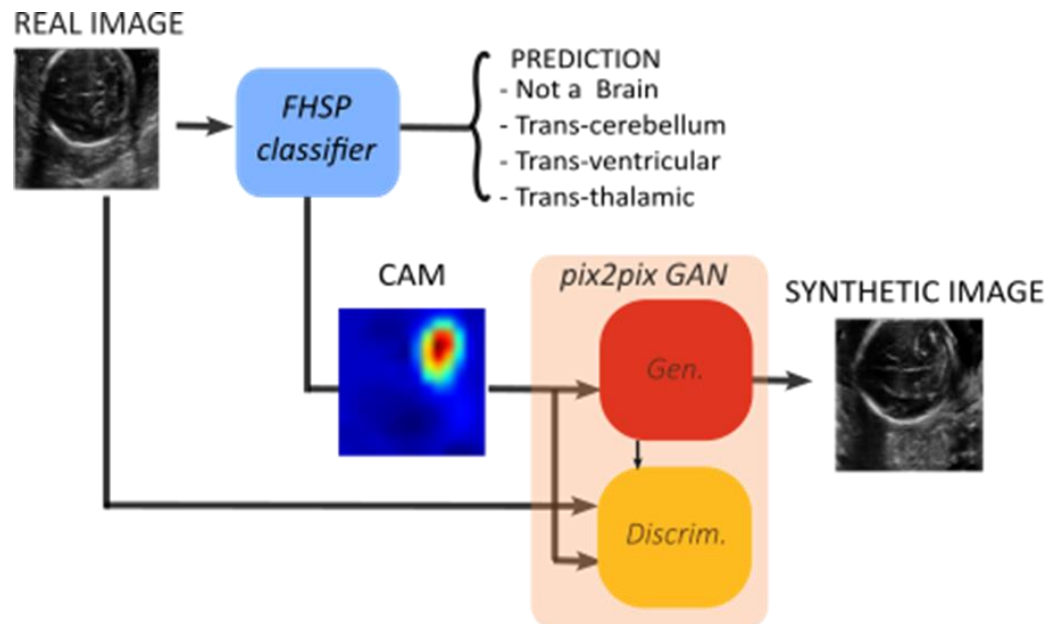 REAL IMAGE
FHSP
classifier
PREDICTION
- Not a Brain
- Trans-cerebellum
- Trans-ventricular
- Trans-thalamic
CAM
pix2pix GAN
Gen.
SYNTHETIC IMAGE
Discrim.